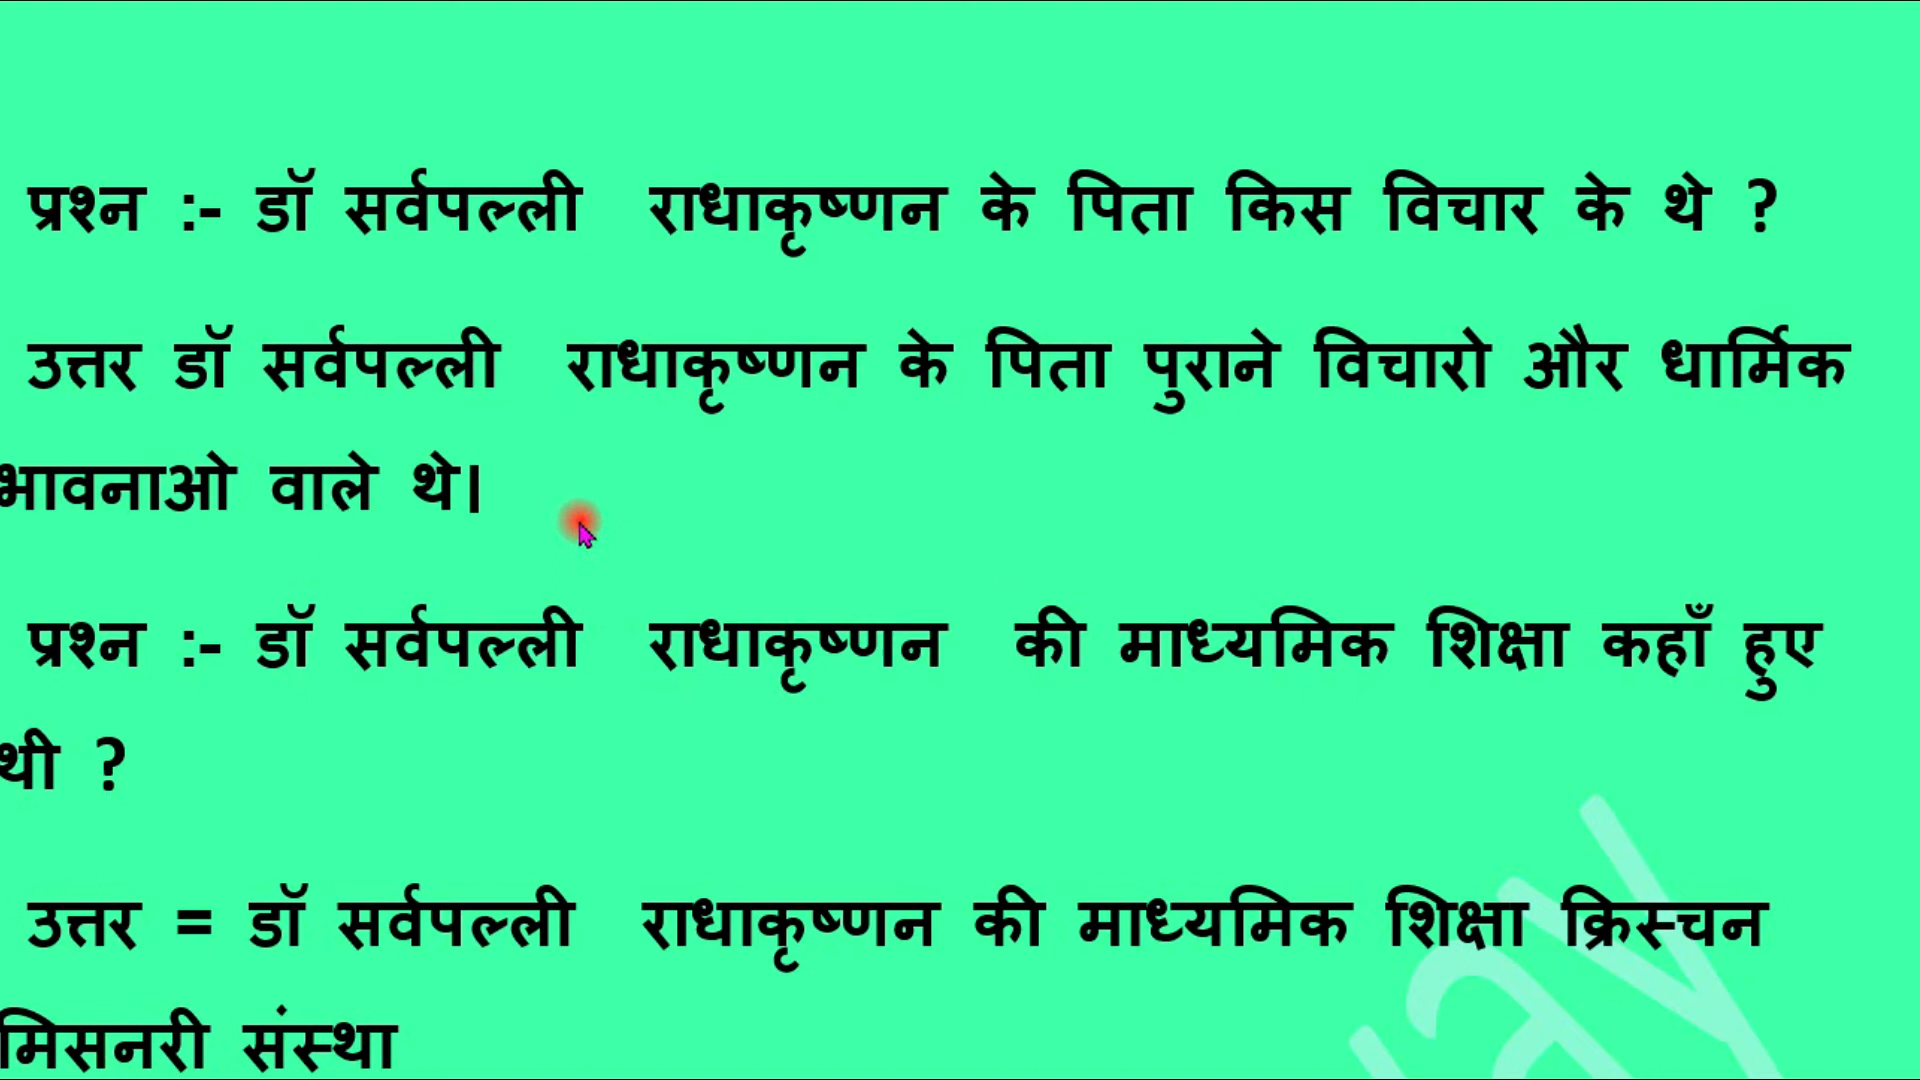 प्रश्न :- डॉ सर्वपल्ली राधाकृष्णन के पिता किस विचार के थे ?
उत्तर डॉ सर्वपल्ली राधाकृष्णन के पिता पुराने विचारो और धार्मिक
भावनाओ वाले थे।
प्रश्न :- डॉ सर्वपल्ली राधाकृष्णन की माध्यमिक शिक्षा कहाँ हुए
थी ?
उत्तर = डॉ सर्वपल्ली राधाकृष्णन की माध्यमिक शिक्षा क्रिस्चन
मिसनरी संस्था